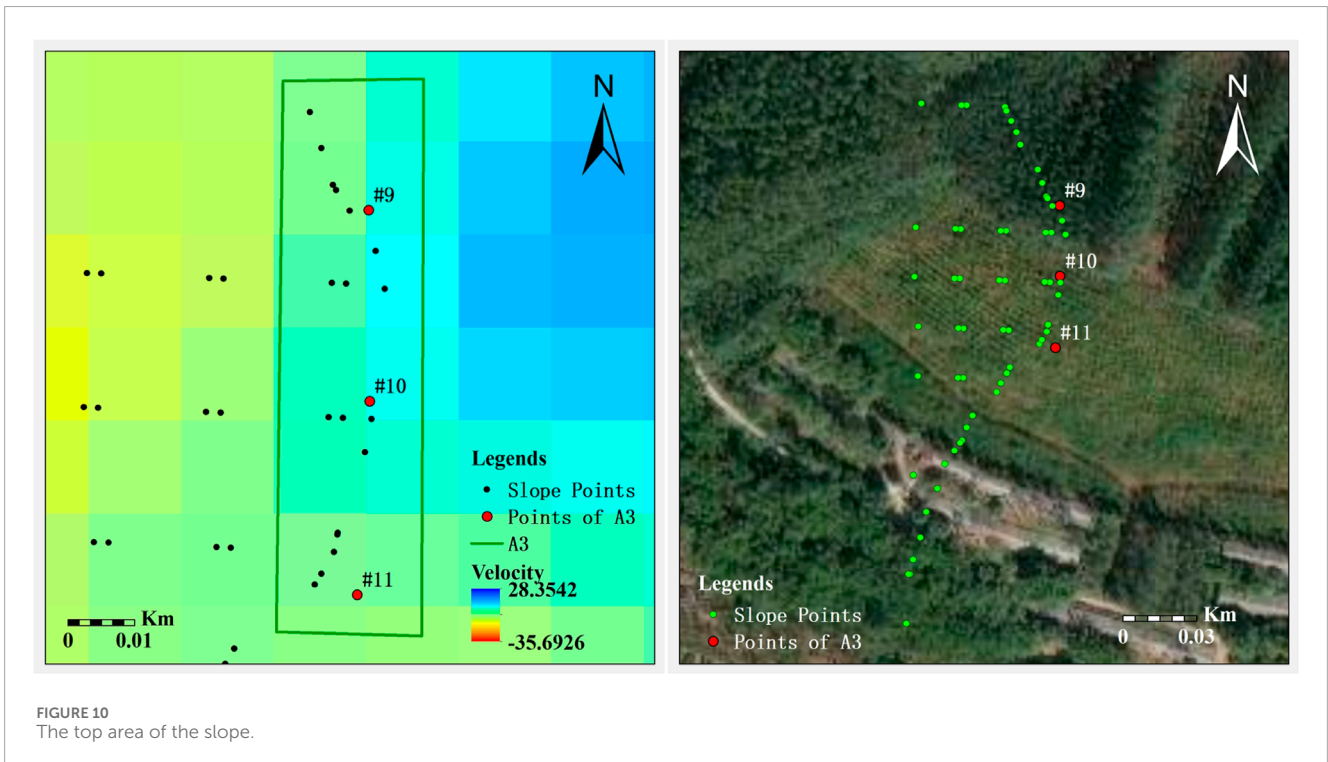 N
#9
#10
#11
Legends
Slope Points
Points of A3
A3
Velocity
28.3542
-35.6926
Km
0 0.01
N
#9
#10
#11
Legends
Slope Points
Points of A3
Km
0 0.03
FIGURE 10
The top area of the slope.